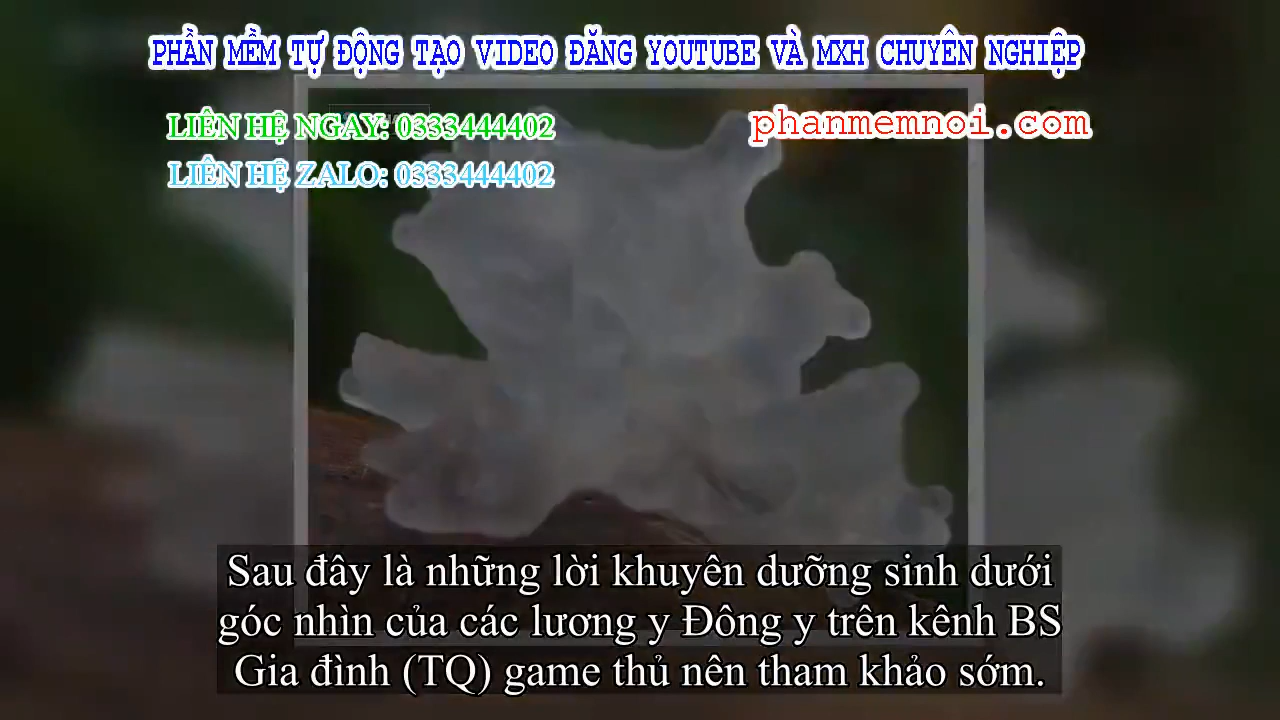 PHẦN MỀM TỰ ĐỘNG TẠO VIDEO ĐĂNG YOUTUBE VÀ MXH CHUYÊN NGHIỆP
LIÊN HỆ NGAY: 0333444402
phanmemnoi.com
LIÊN HỆ ZALO: 0333444402
Sau đây là những lời khuyên dưỡng sinh dưới
góc nhìn của các lương y Đông y trên kênh BS
Gia đình (TQ) game thủ nên tham khảo sớm.